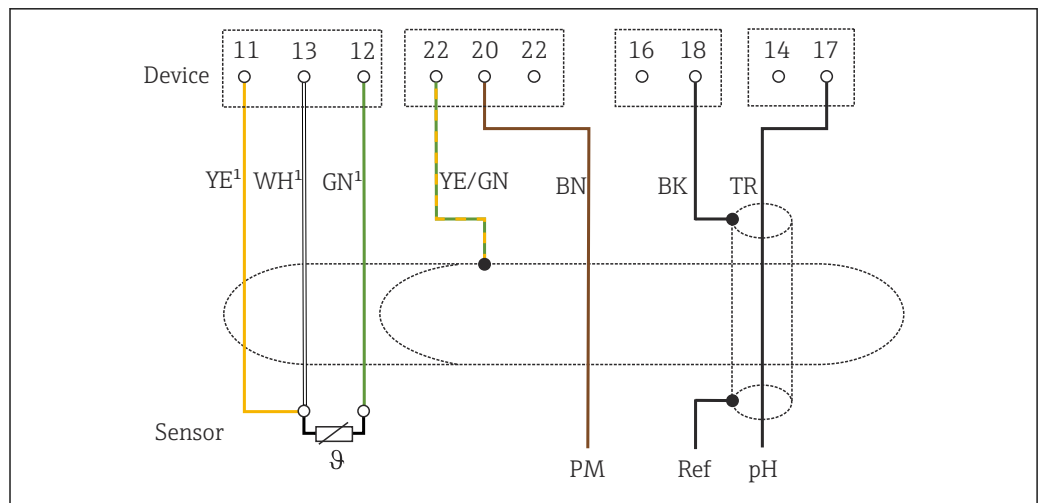 11 13 12 22 20 22 16 18 14 17
Device
YE¹ WH¹ GN¹ YE/GN BN BK TR
Sensor
ϑ PM Ref pH